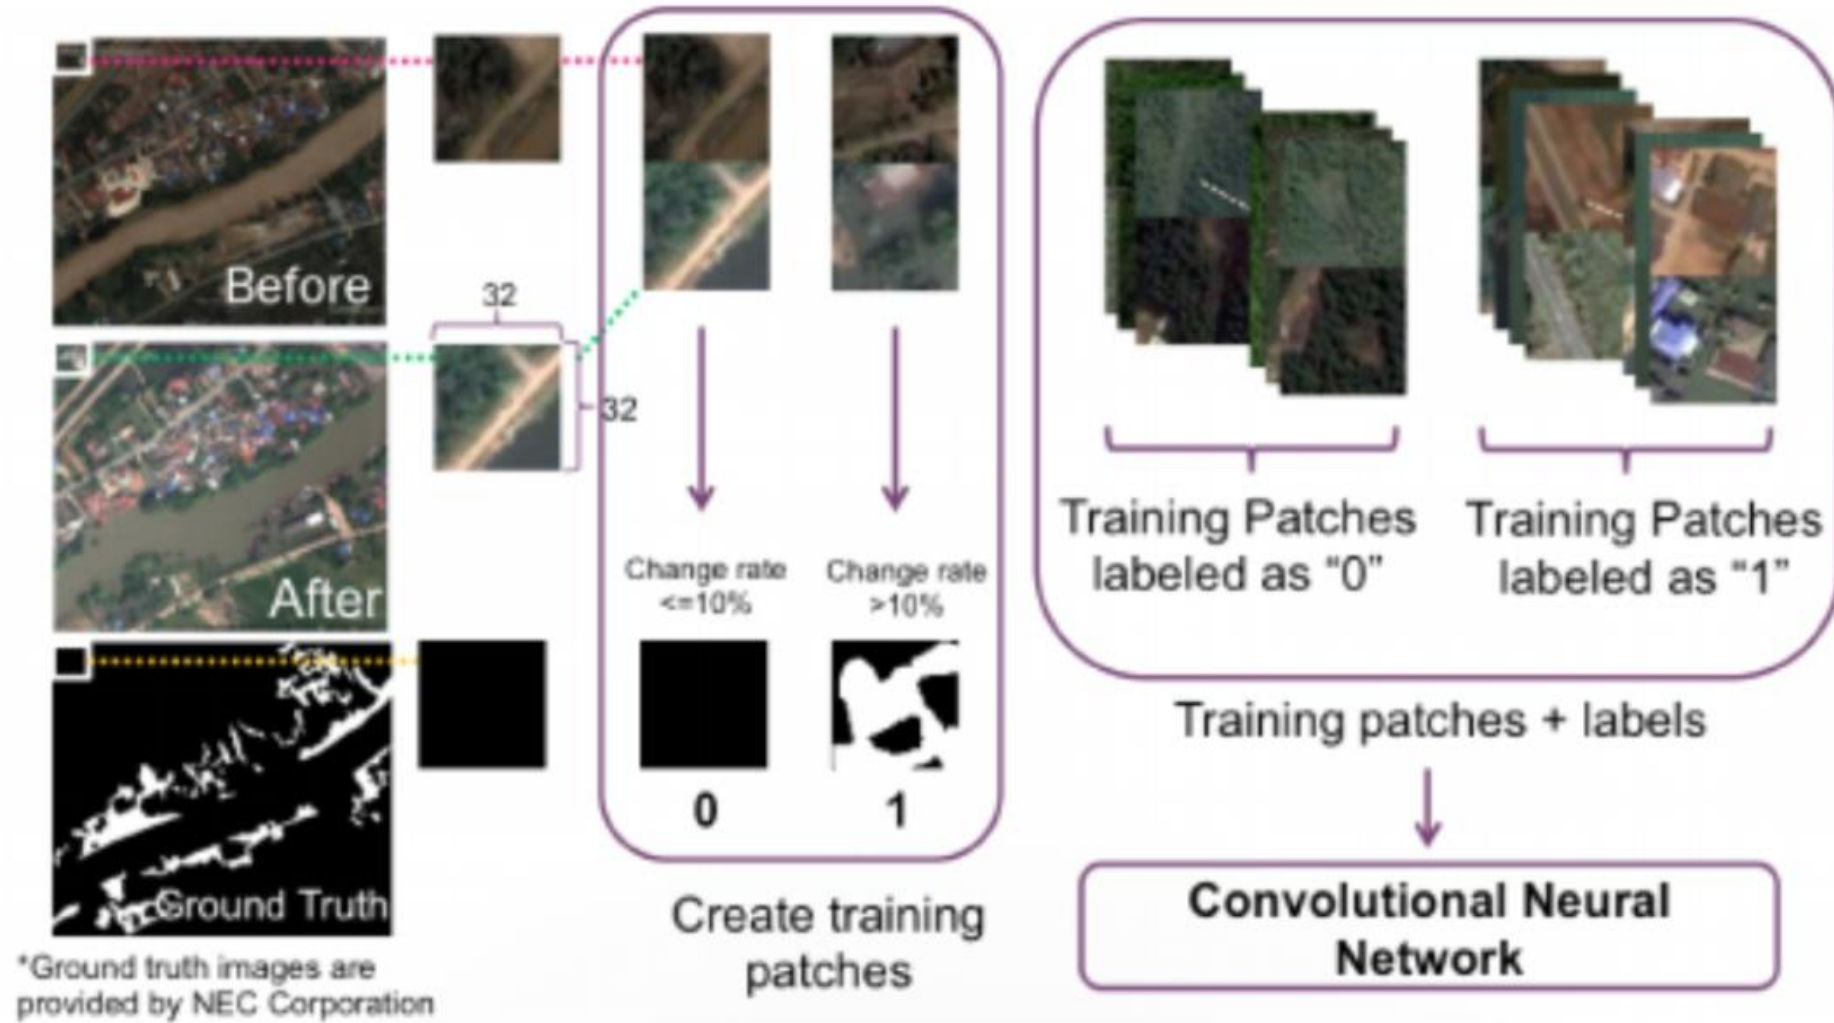 Before
32
32
After
Ground Truth
*Ground truth images are
provided by NEC Corporation
Change rate
<=10%
Change rate
>10%
0
1
Create training
patches
Training Patches
labeled as “0”
Training Patches
labeled as “1”
Training patches + labels
Convolutional Neural
Network